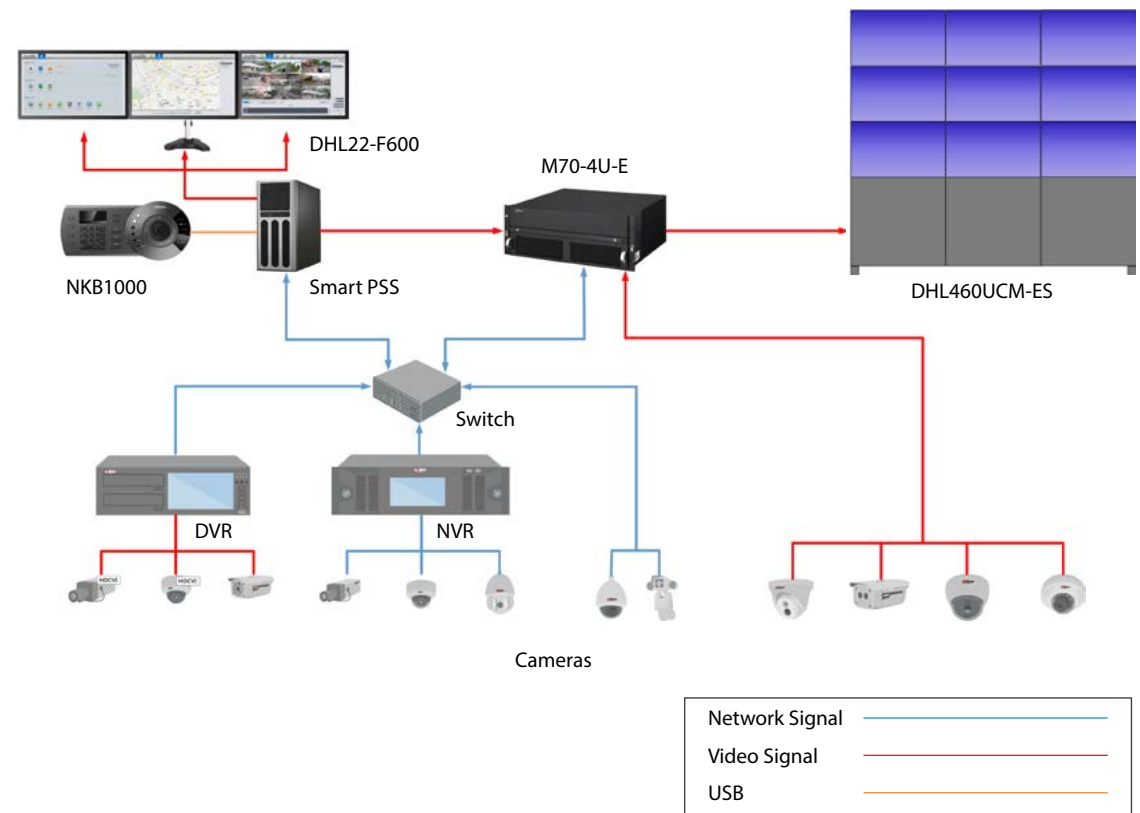 DHL22-F600
M70-4U-E
NKB1000
Smart PSS
DHL460UCM-ES
Switch
DVR
NVR
HDCVI
HDCVI
Cameras
Network Signal
Video Signal
USB